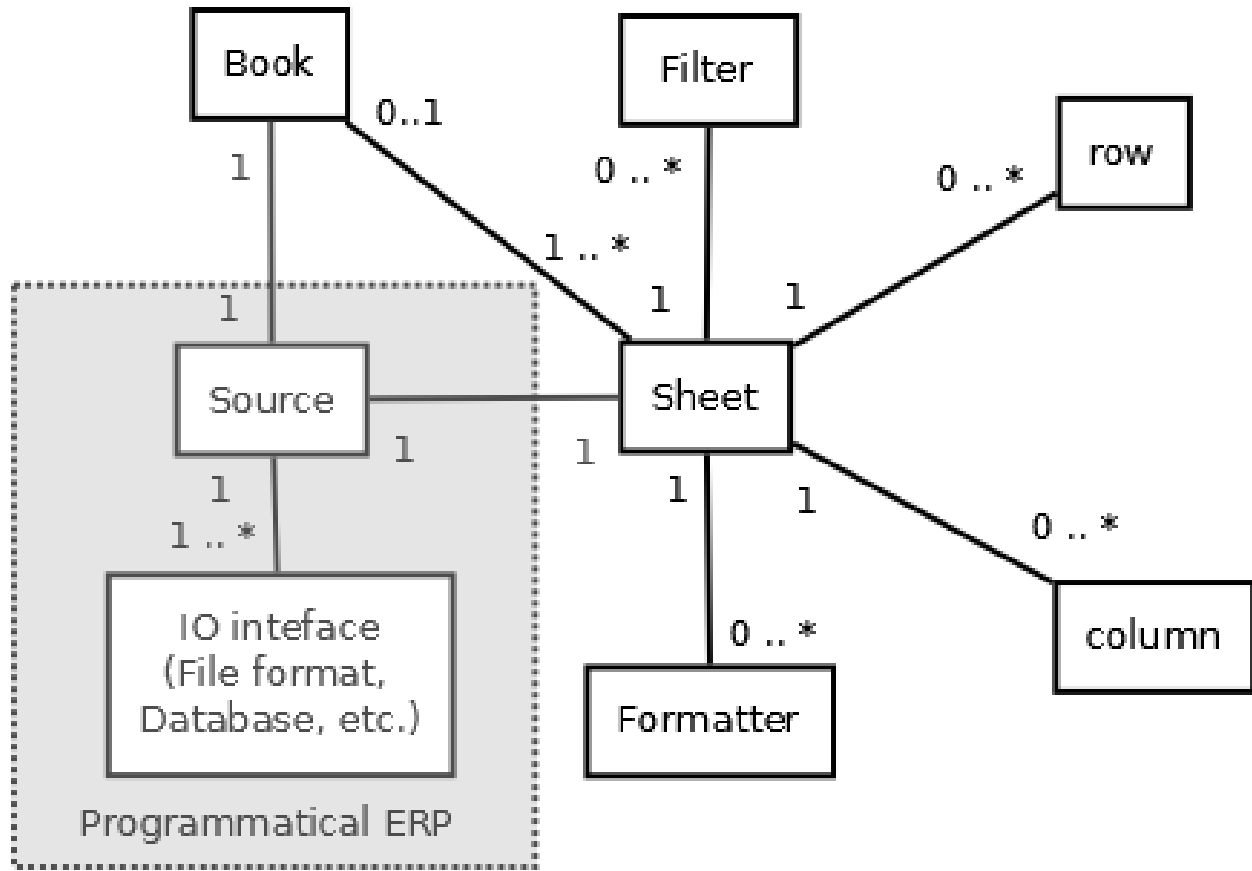 Book
Filter
row
0..1
0 .. *
0 .. *
1
1 .. *
1
1
1
Source
Sheet
1
1
1
1
1
1 .. *
0 .. *
IO inteface
(File format,
Database, etc.)
0 .. *
column
Formatter
Programmatical ERP